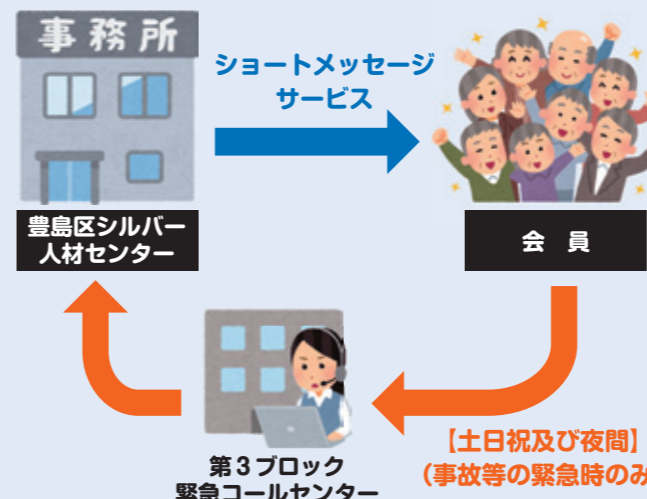 事務所
ショートメッセージ
サービス
豊島区シルバー
人材センター
会 員
【土日祝及び夜間】
(事故等の緊急時のみ
第3ブロック
緊急コールセンター